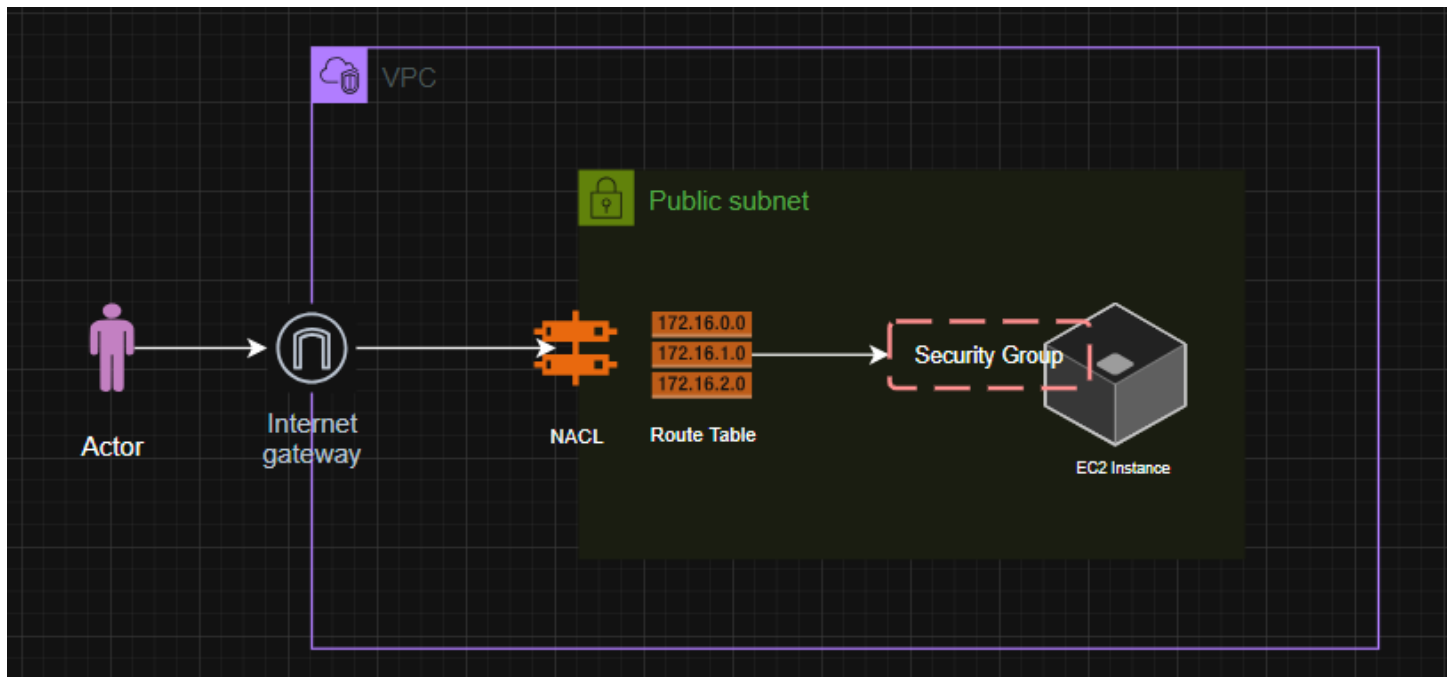 VPC
Public subnet
172.16.0.0
172.16.1.0
172.16.2.0
Security Group
Internet
gateway
Actor
NACL
Route Table
EC2 Instance